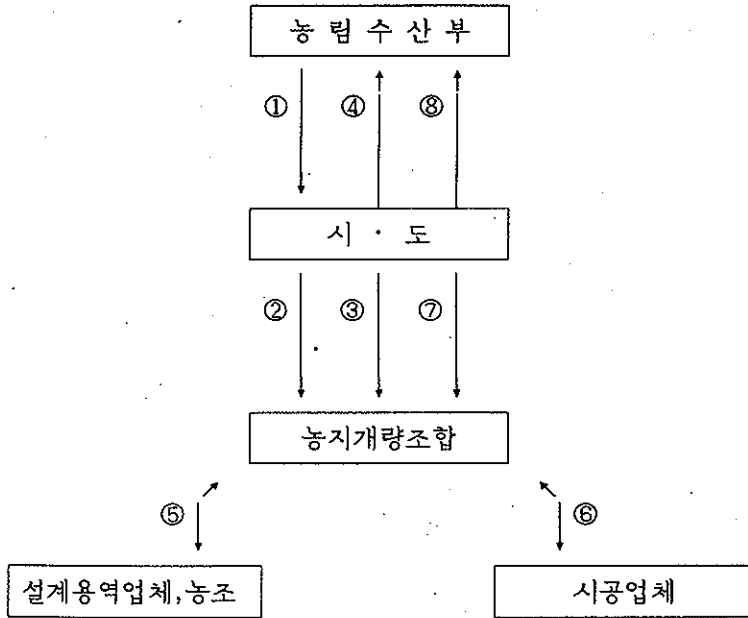 농 림 수 산 부
① ④ ⑧
시 · 도
② ③ ⑦
농지개량조합
⑤ ⑥
설계용역업체,농조 시공업체